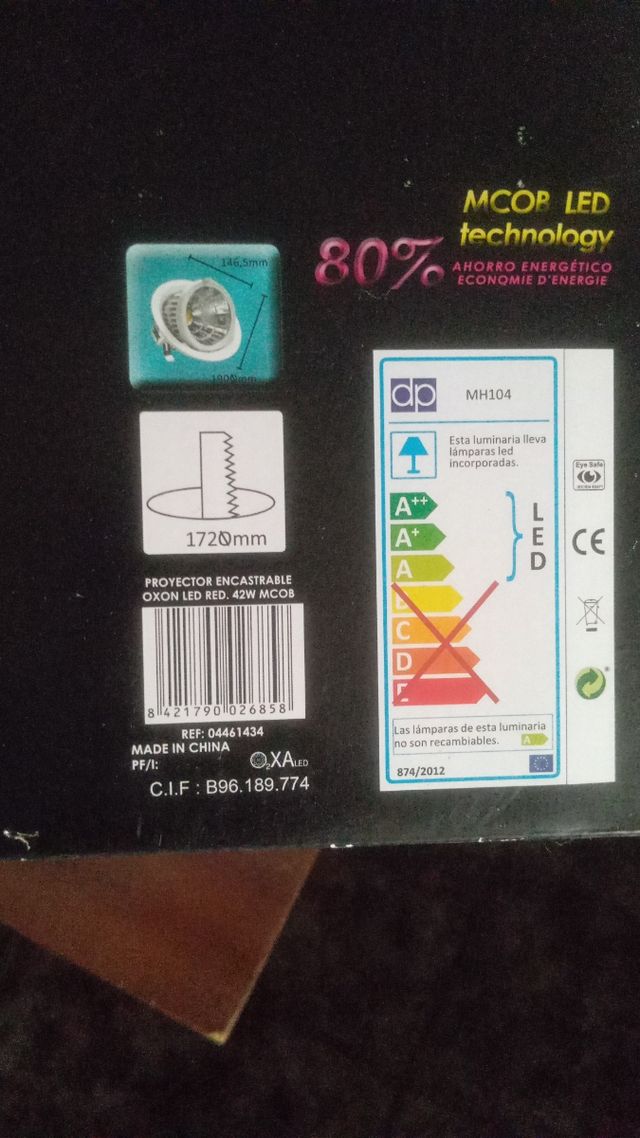 MCOB LED
technology
80%
AHORRO ENERGÉTICO
ECONOMIE D'ENERGIE
146,5mm
dp
MH104
Esta luminaria lleva
lámparas led
incorporadas.
A++
A+
A
C
D
LED
Eye Safe
CE
Las lámparas de esta luminaria
no son recambiables.
A
874/2012
PROYECTOR ENCASTRABLE
OXON LED RED. 42W MCOB
8 421790 026858
REF: 04461434
MADE IN CHINA
PF/I:
O2XALED
C.I.F : B96.189.774